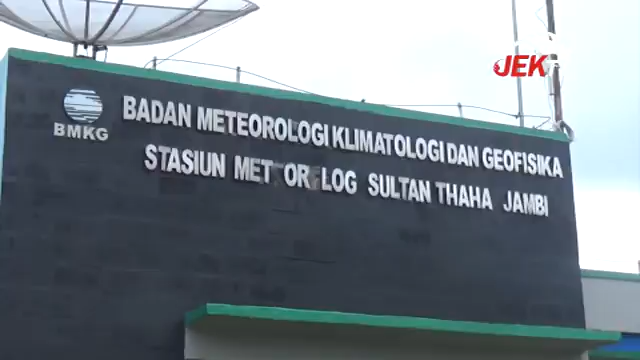 JEK
BMKG
BADAN METEOROLOGI KLIMATOLOGI DAN GEOFISIKA
STASIUN MET OR LOG SULTAN THAHA JAMBI